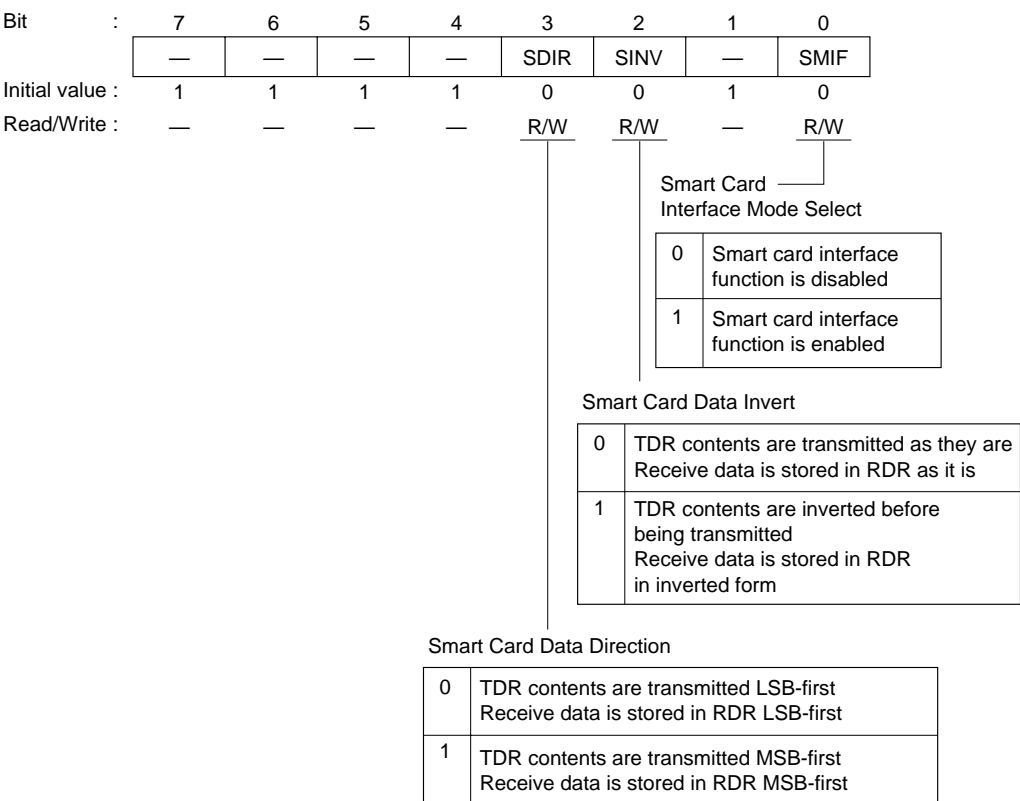 Bit : 7 6 5 4 3 2 1 0
— — — — SDIR SINV — SMIF
Initial value : 1 1 1 1 0 0 1 0
Read/Write : — — — — R/W R/W — R/W
Smart Card
Interface Mode Select
0 Smart card interface
function is disabled
1 Smart card interface
function is enabled
Smart Card Data Invert
0 TDR contents are transmitted as they are
Receive data is stored in RDR as it is
1 TDR contents are inverted before
being transmitted
Receive data is stored in RDR
in inverted form
Smart Card Data Direction
0 TDR contents are transmitted LSB-first
Receive data is stored in RDR LSB-first
1 TDR contents are transmitted MSB-first
Receive data is stored in RDR MSB-first